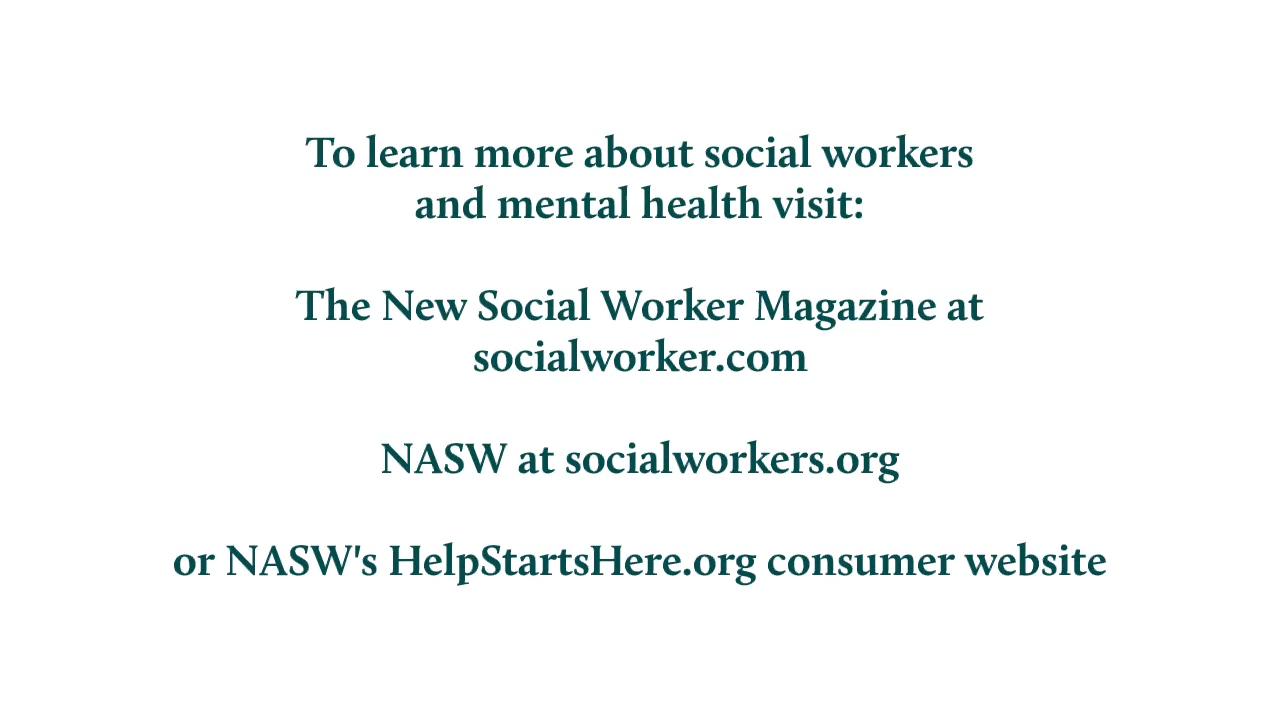 To learn more about social workers
and mental health visit:
The New Social Worker Magazine at
socialworker.com
NASW at socialworkers.org
or NASW's HelpStartsHere.org consumer website